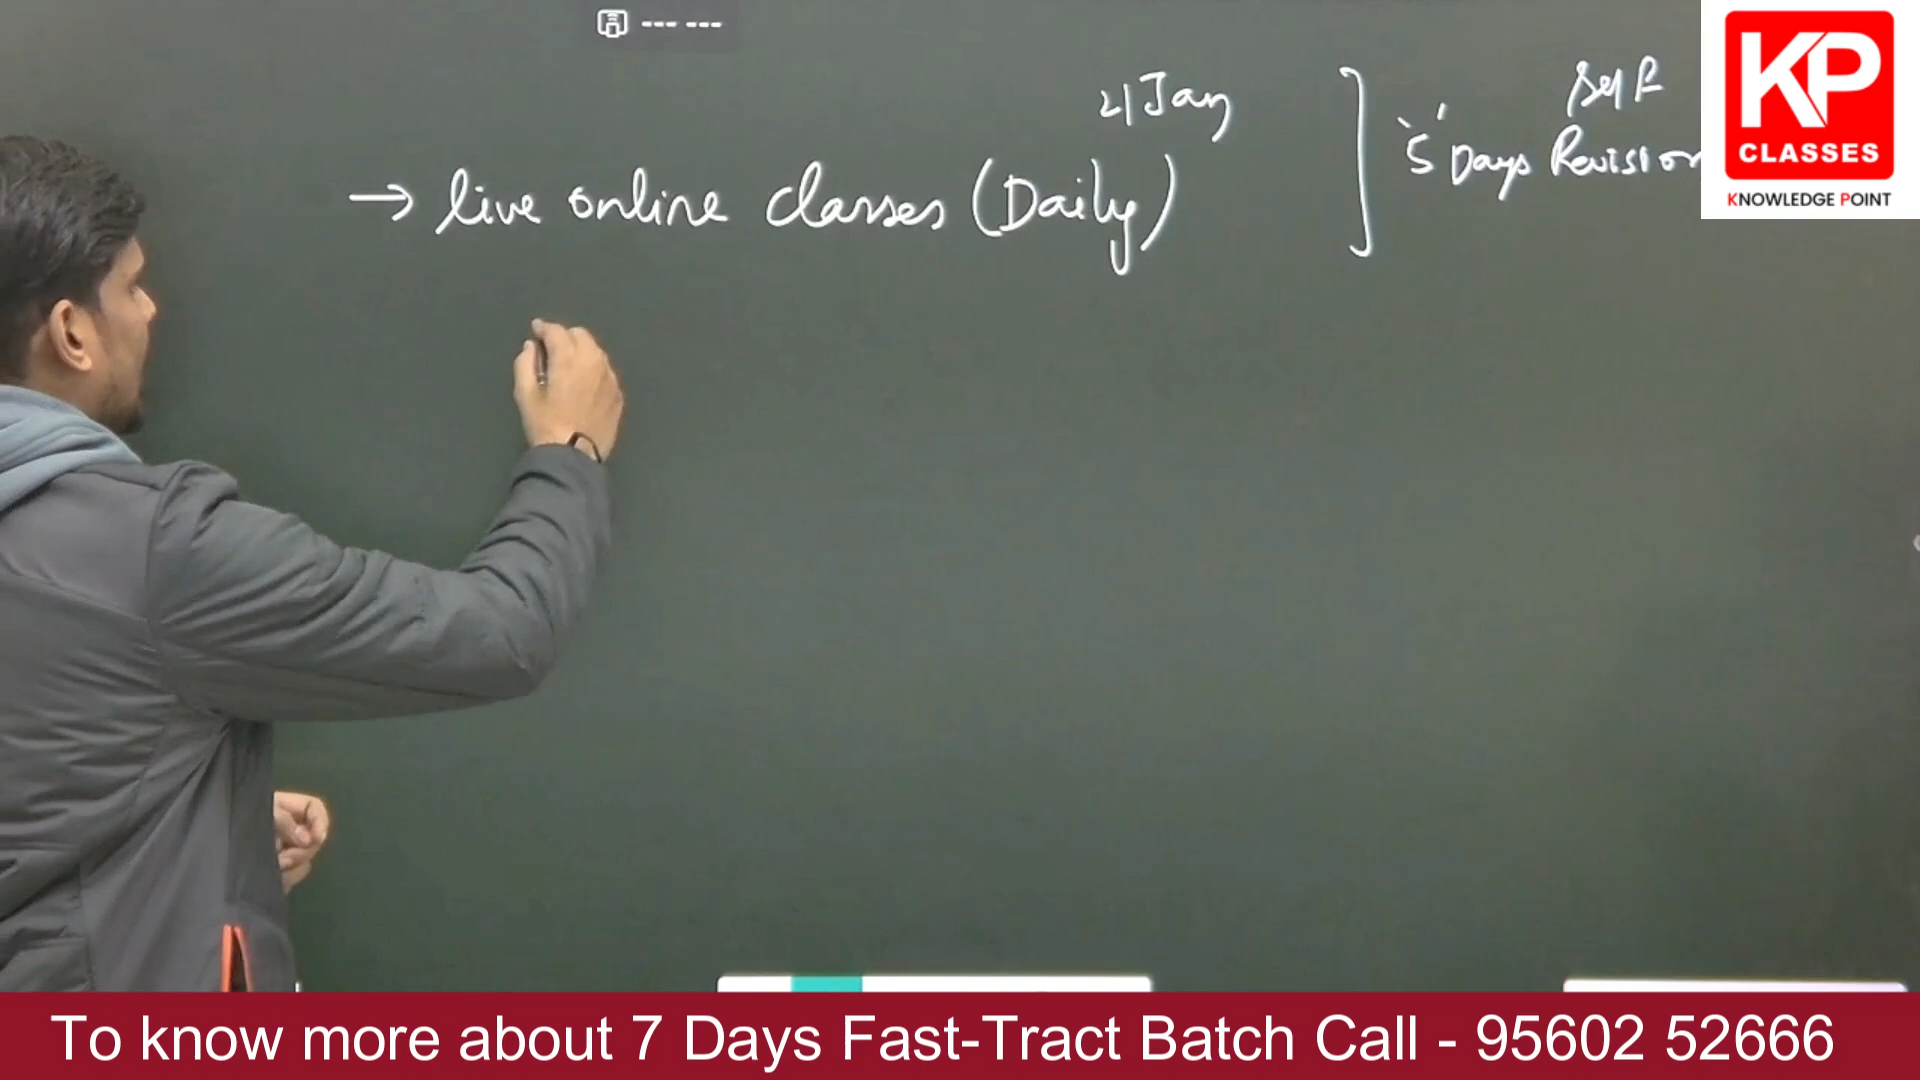 --- ---
21 Jan
→ live online classes (Daily)
Self
'5' Days Revision
KP
CLASSES
KNOWLEDGE POINT
To know more about 7 Days Fast-Tract Batch Call - 95602 52666